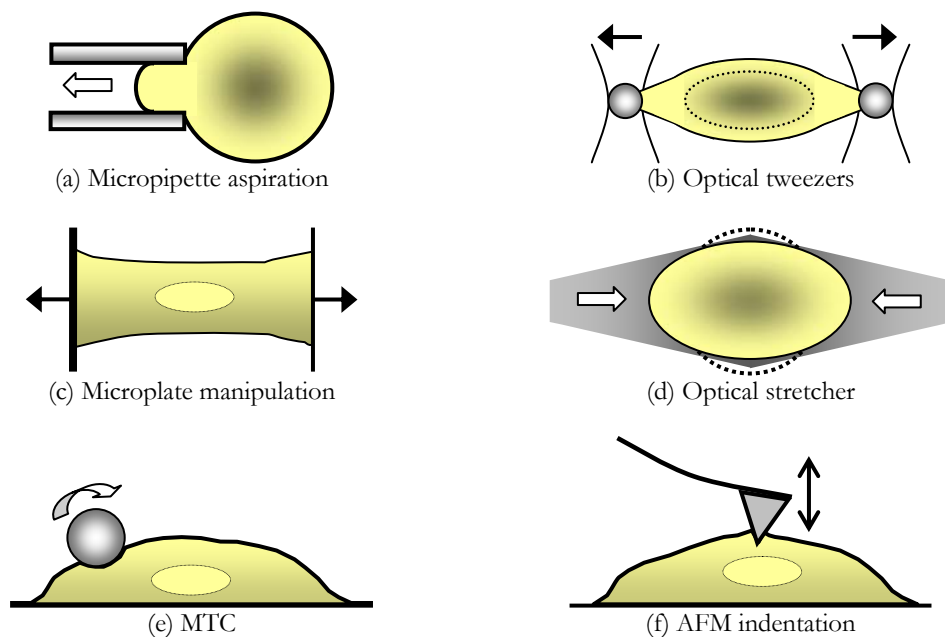 (a) Micropipette aspiration
(b) Optical tweezers
(c) Microplate manipulation
(d) Optical stretcher
(e) MTC
(f) AFM indentation